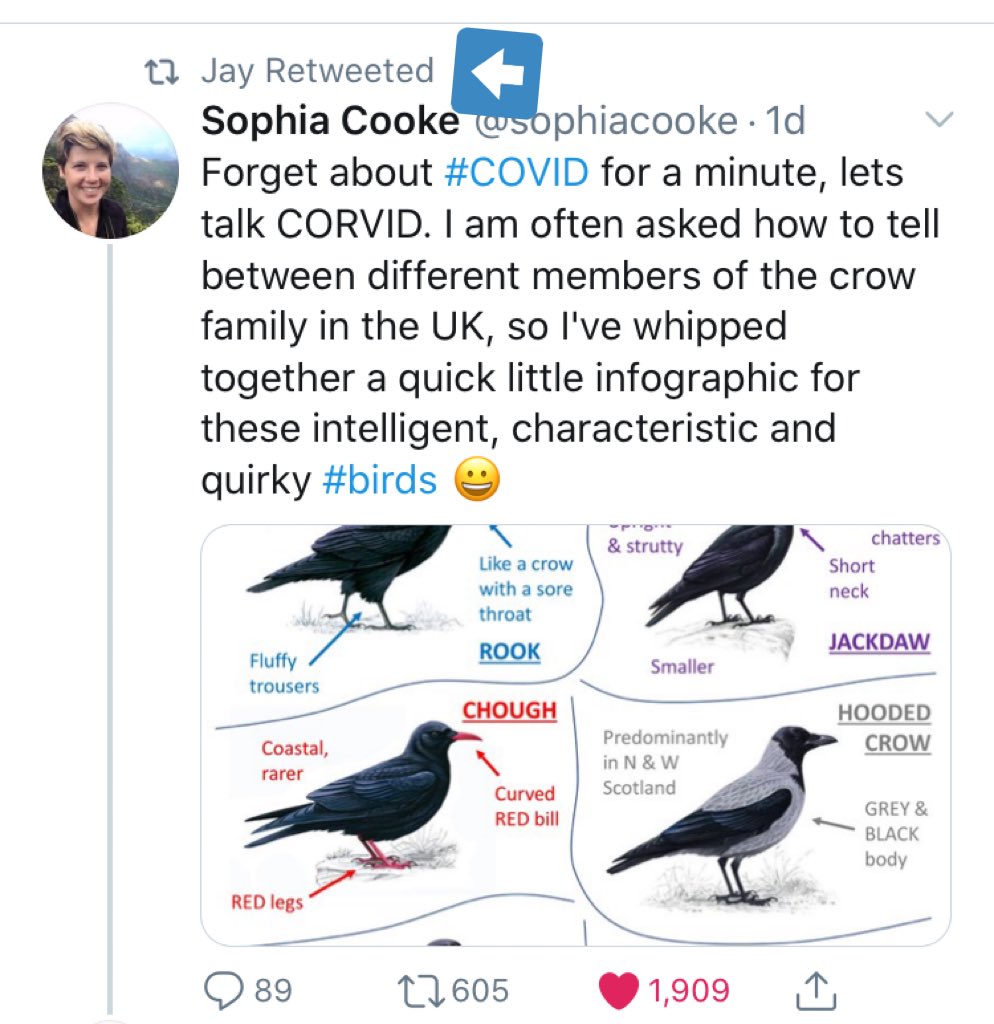 Jay Retweeted
Sophia Cooke @sophiacooke · 1d
Forget about #COVID for a minute, lets
talk CORVID. I am often asked how to tell
between different members of the crow
family in the UK, so I've whipped
together a quick little infographic for
these intelligent, characteristic and
quirky #birds 😀
Like a crow
with a sore
throat
ROOK
Fluffy
trousers
& strutty
chatters
Short
neck
JACKDAW
Smaller
CHOUGH
Coastal,
rarer
Curved
RED bill
RED legs
HOODED
CROW
Predominantly
in N & W
Scotland
GREY &
BLACK
body
89
605
1,909